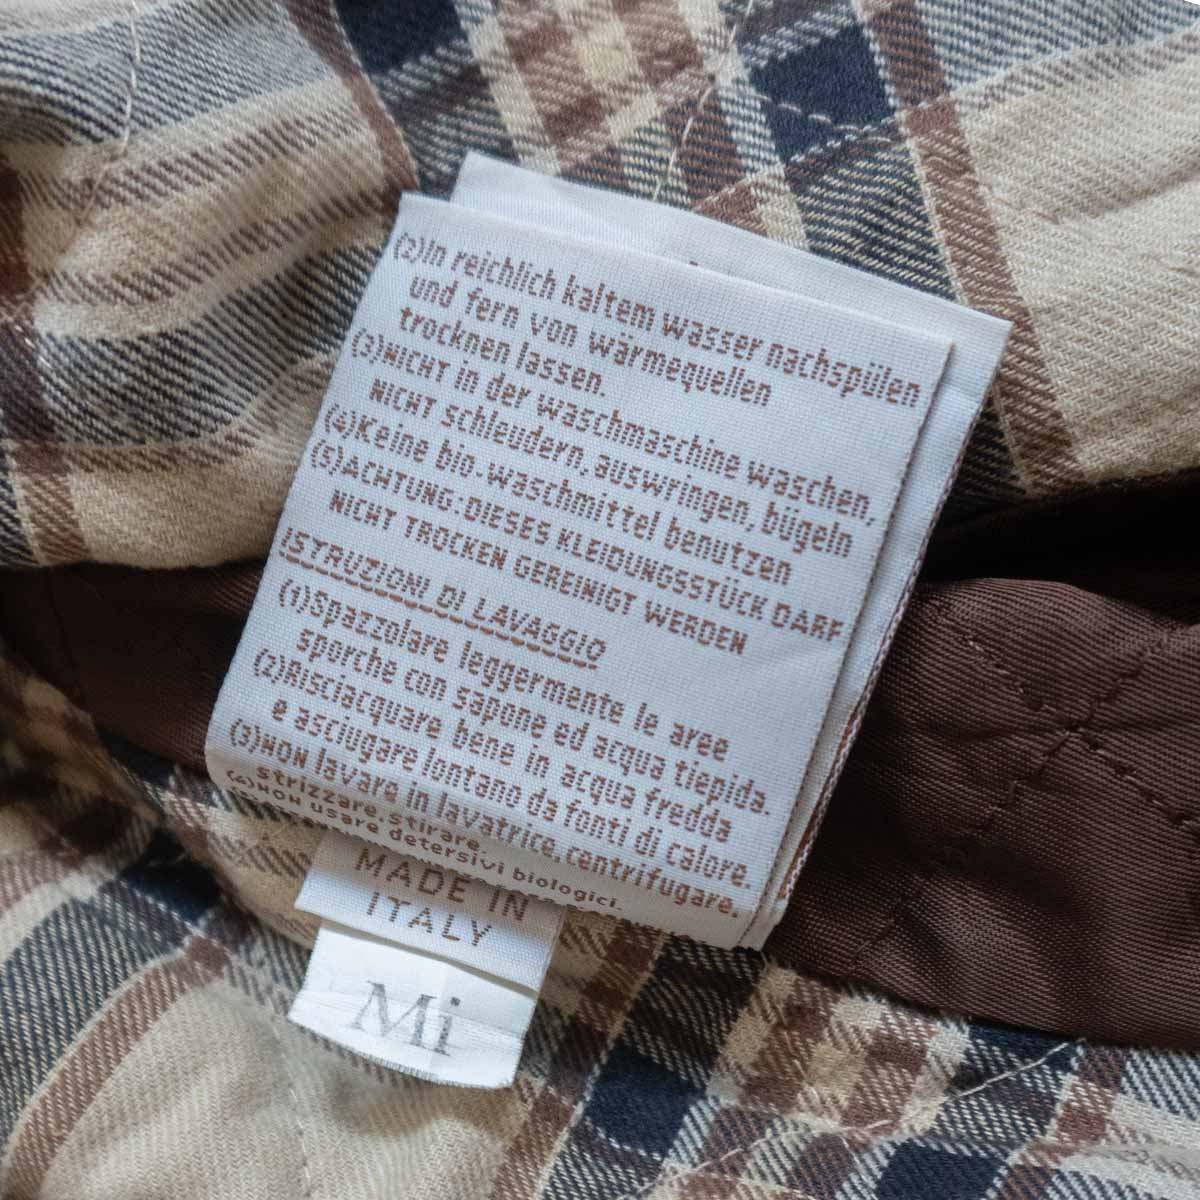 (2)In reichlich kaltem wasser nachspülen
und fern von wärmequellen
trocknen lassen.
(3)NICHT in der waschmaschine waschen,
NICHT schleudern, auswringen, bügeln
(4)Keine bio-waschmittel benutzen
(5)ACHTUNG:DIESES KLEIDUNGSSTÜCK DARF
NICHT TROCKEN GEREINIGT WERDEN
ISTRUZIONI DI LAVAGGIO
(1)Spazzolare leggermente le aree
sporche con sapone ed acqua tiepida.
(2)Risciacquare bene in acqua fredda
e asciugare lontano da fonti di calore.
(3)NON lavare in lavatrice, centrifugare,
strizzare, stirare.
(4)NON usare detersivi biologici.
MADE IN
ITALY
Mi